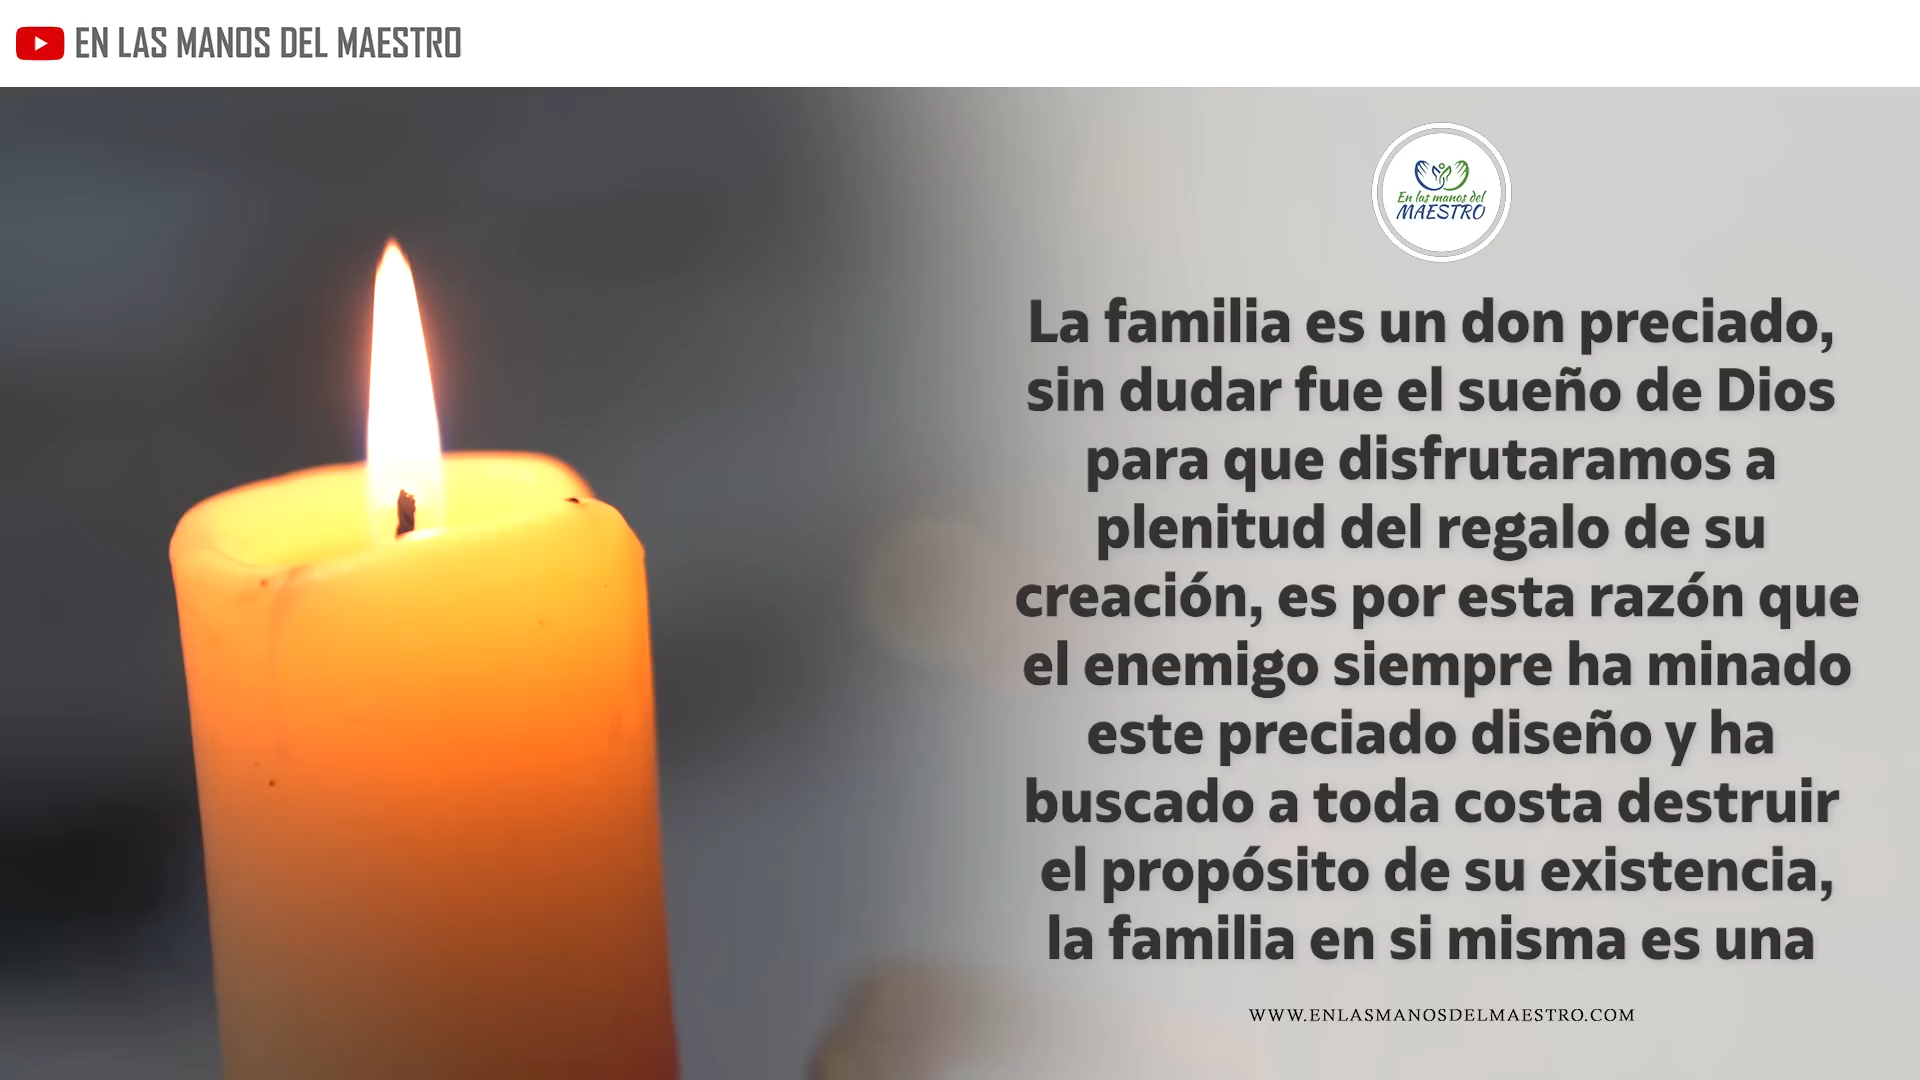 EN LAS MANOS DEL MAESTRO
En las manos del
MAESTRO
La familia es un don preciado,
sin dudar fue el sueño de Dios
para que disfrutaramos a
plenitud del regalo de su
creación, es por esta razón que
el enemigo siempre ha minado
este preciado diseño y ha
buscado a toda costa destruir
el propósito de su existencia,
la familia en si misma es una
WWW.ENLASMANOSDELMAESTRO.COM